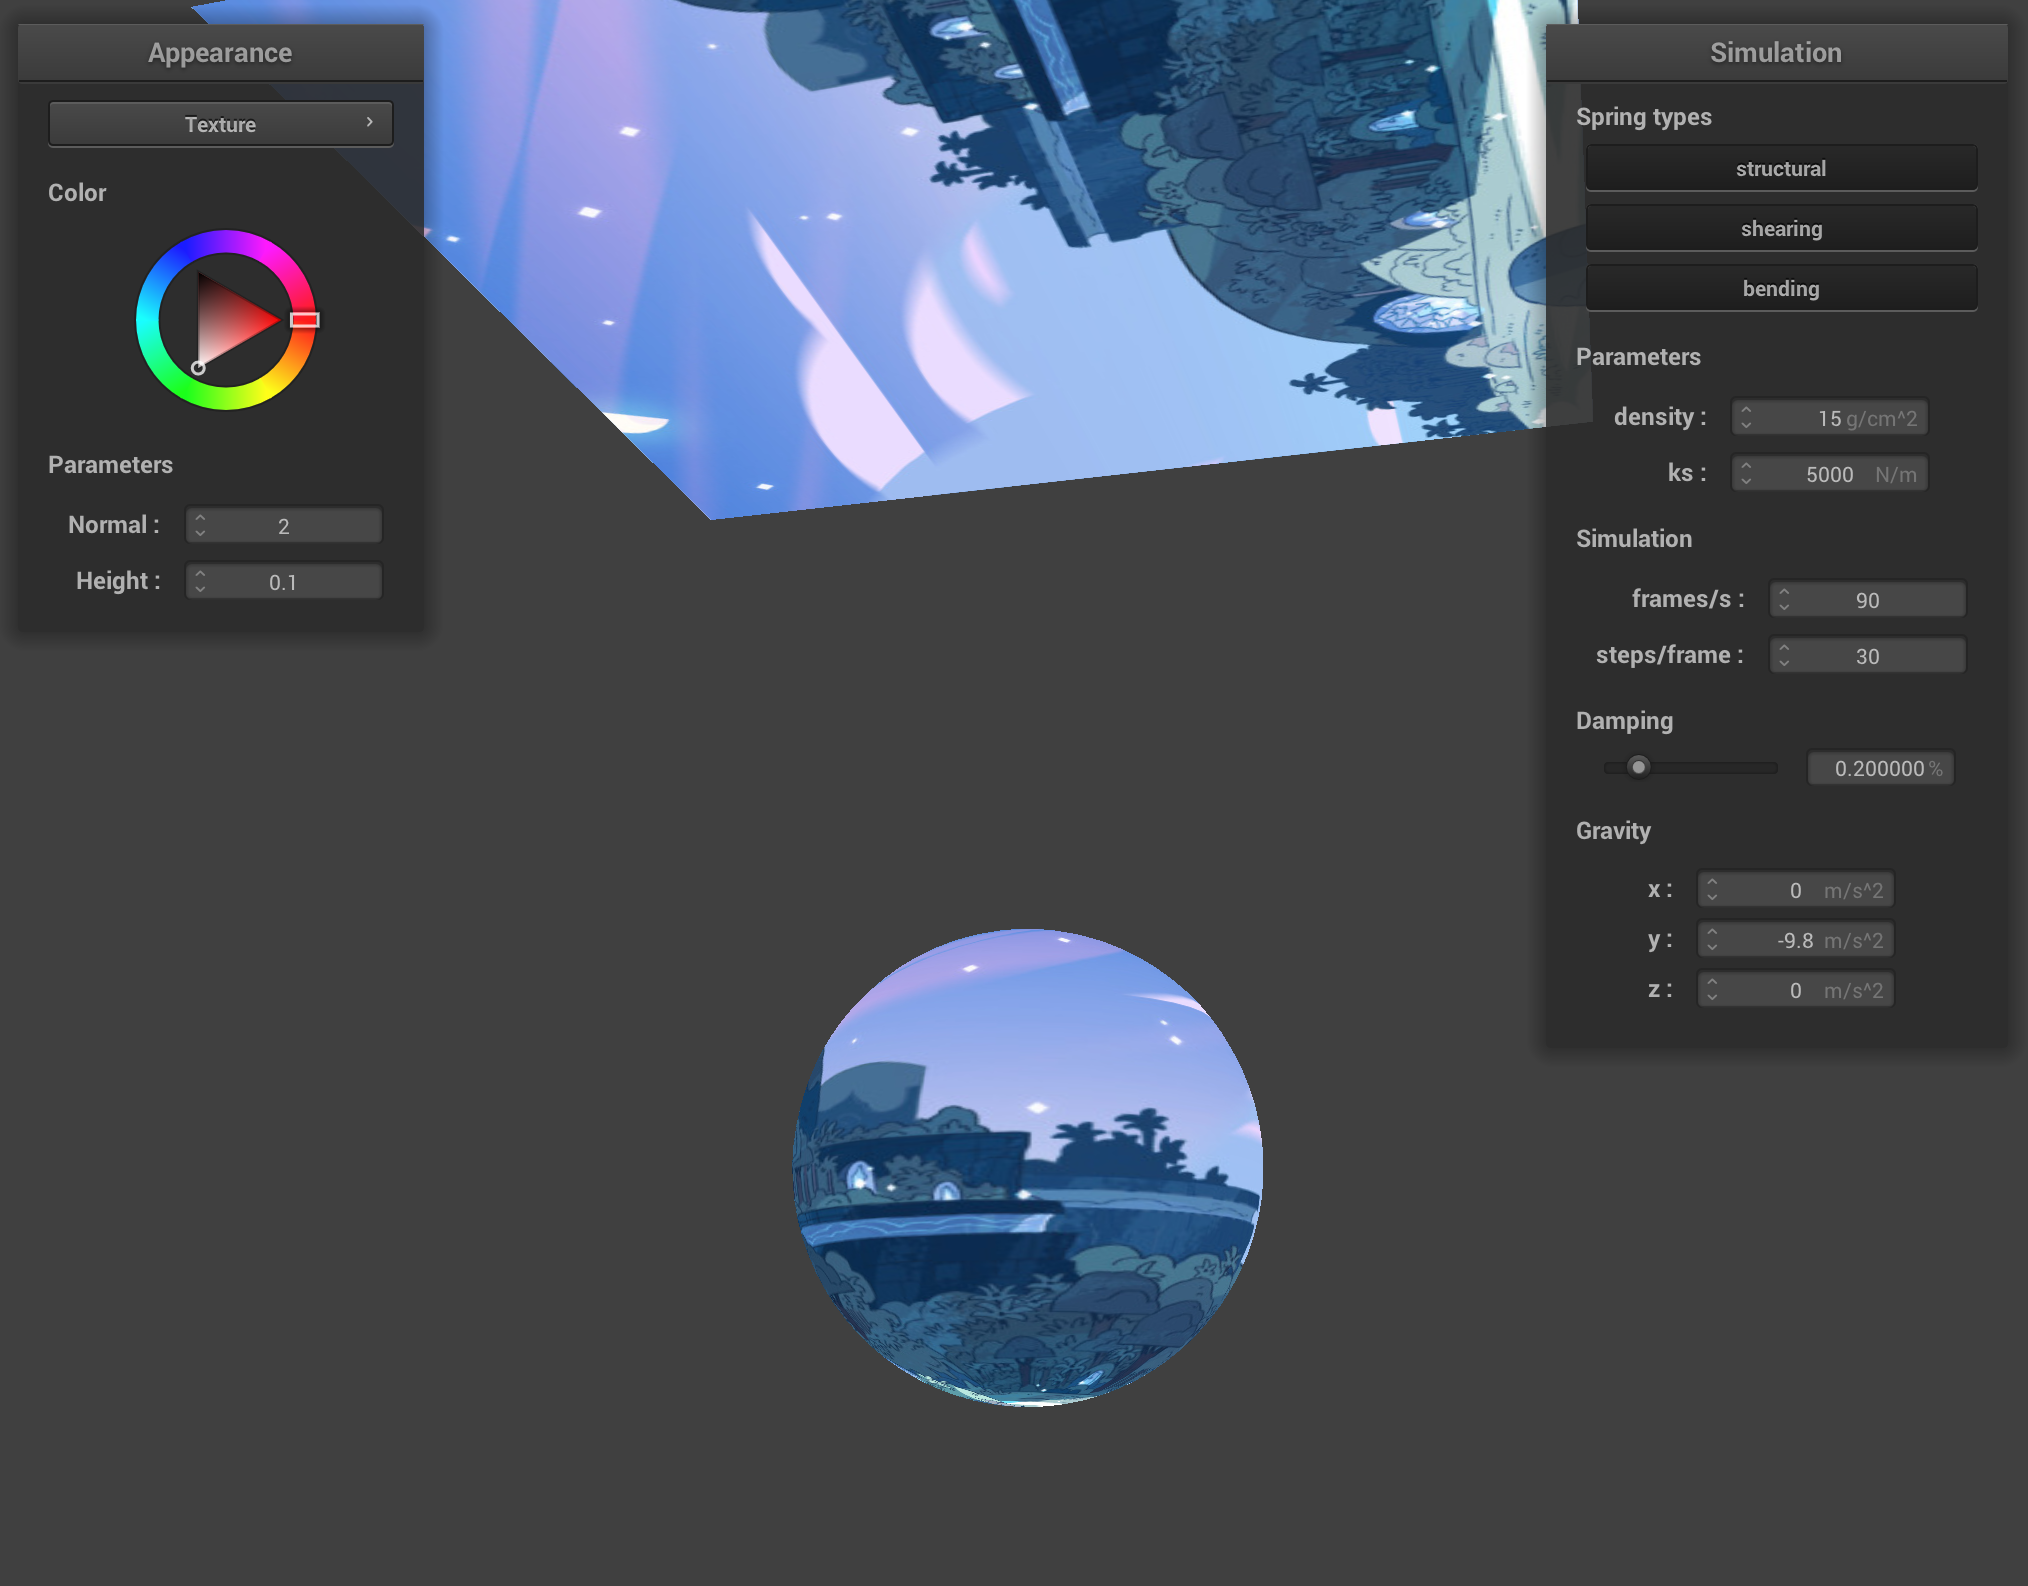 Appearance
Texture
Color
Parameters
Normal : 2
Height : 0.1
Simulation
Spring types
structural
shearing
bending
Parameters
density : 15 g/cm^2
ks : 5000 N/m
Simulation
frames/s : 90
steps/frame : 30
Damping
0.200000 %
Gravity
x : 0 m/s^2
y : -9.8 m/s^2
z : 0 m/s^2